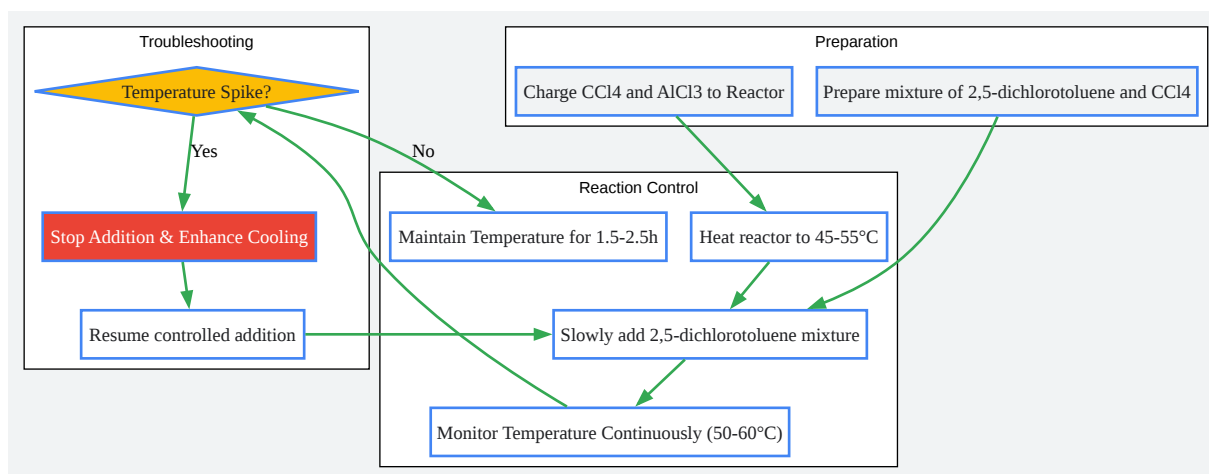 Troubleshooting
Temperature Spike?
Yes
No
Stop Addition & Enhance Cooling
Resume controlled addition
Preparation
Charge CCl4 and AlCl3 to Reactor
Prepare mixture of 2,5-dichlorotoluene and CCl4
Reaction Control
Maintain Temperature for 1.5-2.5h
Heat reactor to 45-55°C
Slowly add 2,5-dichlorotoluene mixture
Monitor Temperature Continuously (50-60°C)